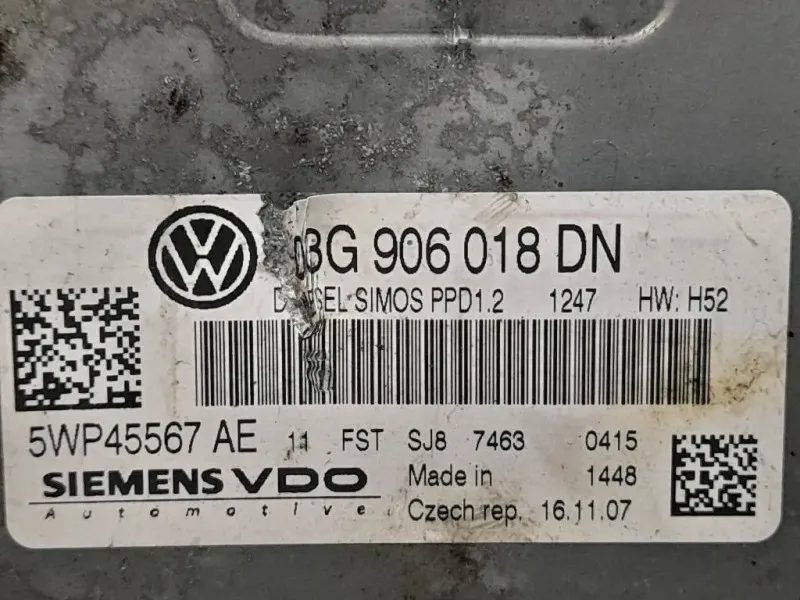 03G 906 018 DN
DIESEL SIMOS PPD1.2 1247 HW: H52
5WP45567 AE 11 FST SJ8 7463 0415
SIEMENS VDO Made in 1448
Automotive Czech rep. 16.11.07